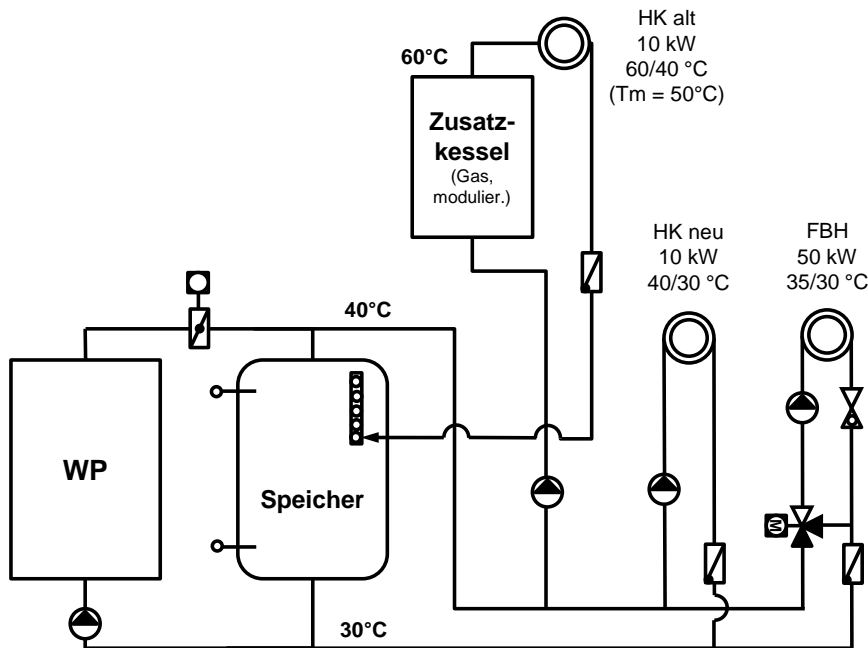 HK alt
10 kW
60/40 °C
(Tm = 50°C)
60°C
Zusatz-
kessel
(Gas,
modulier.)
HK neu
10 kW
40/30 °C
FBH
50 kW
35/30 °C
40°C
WP
Speicher
M
30°C